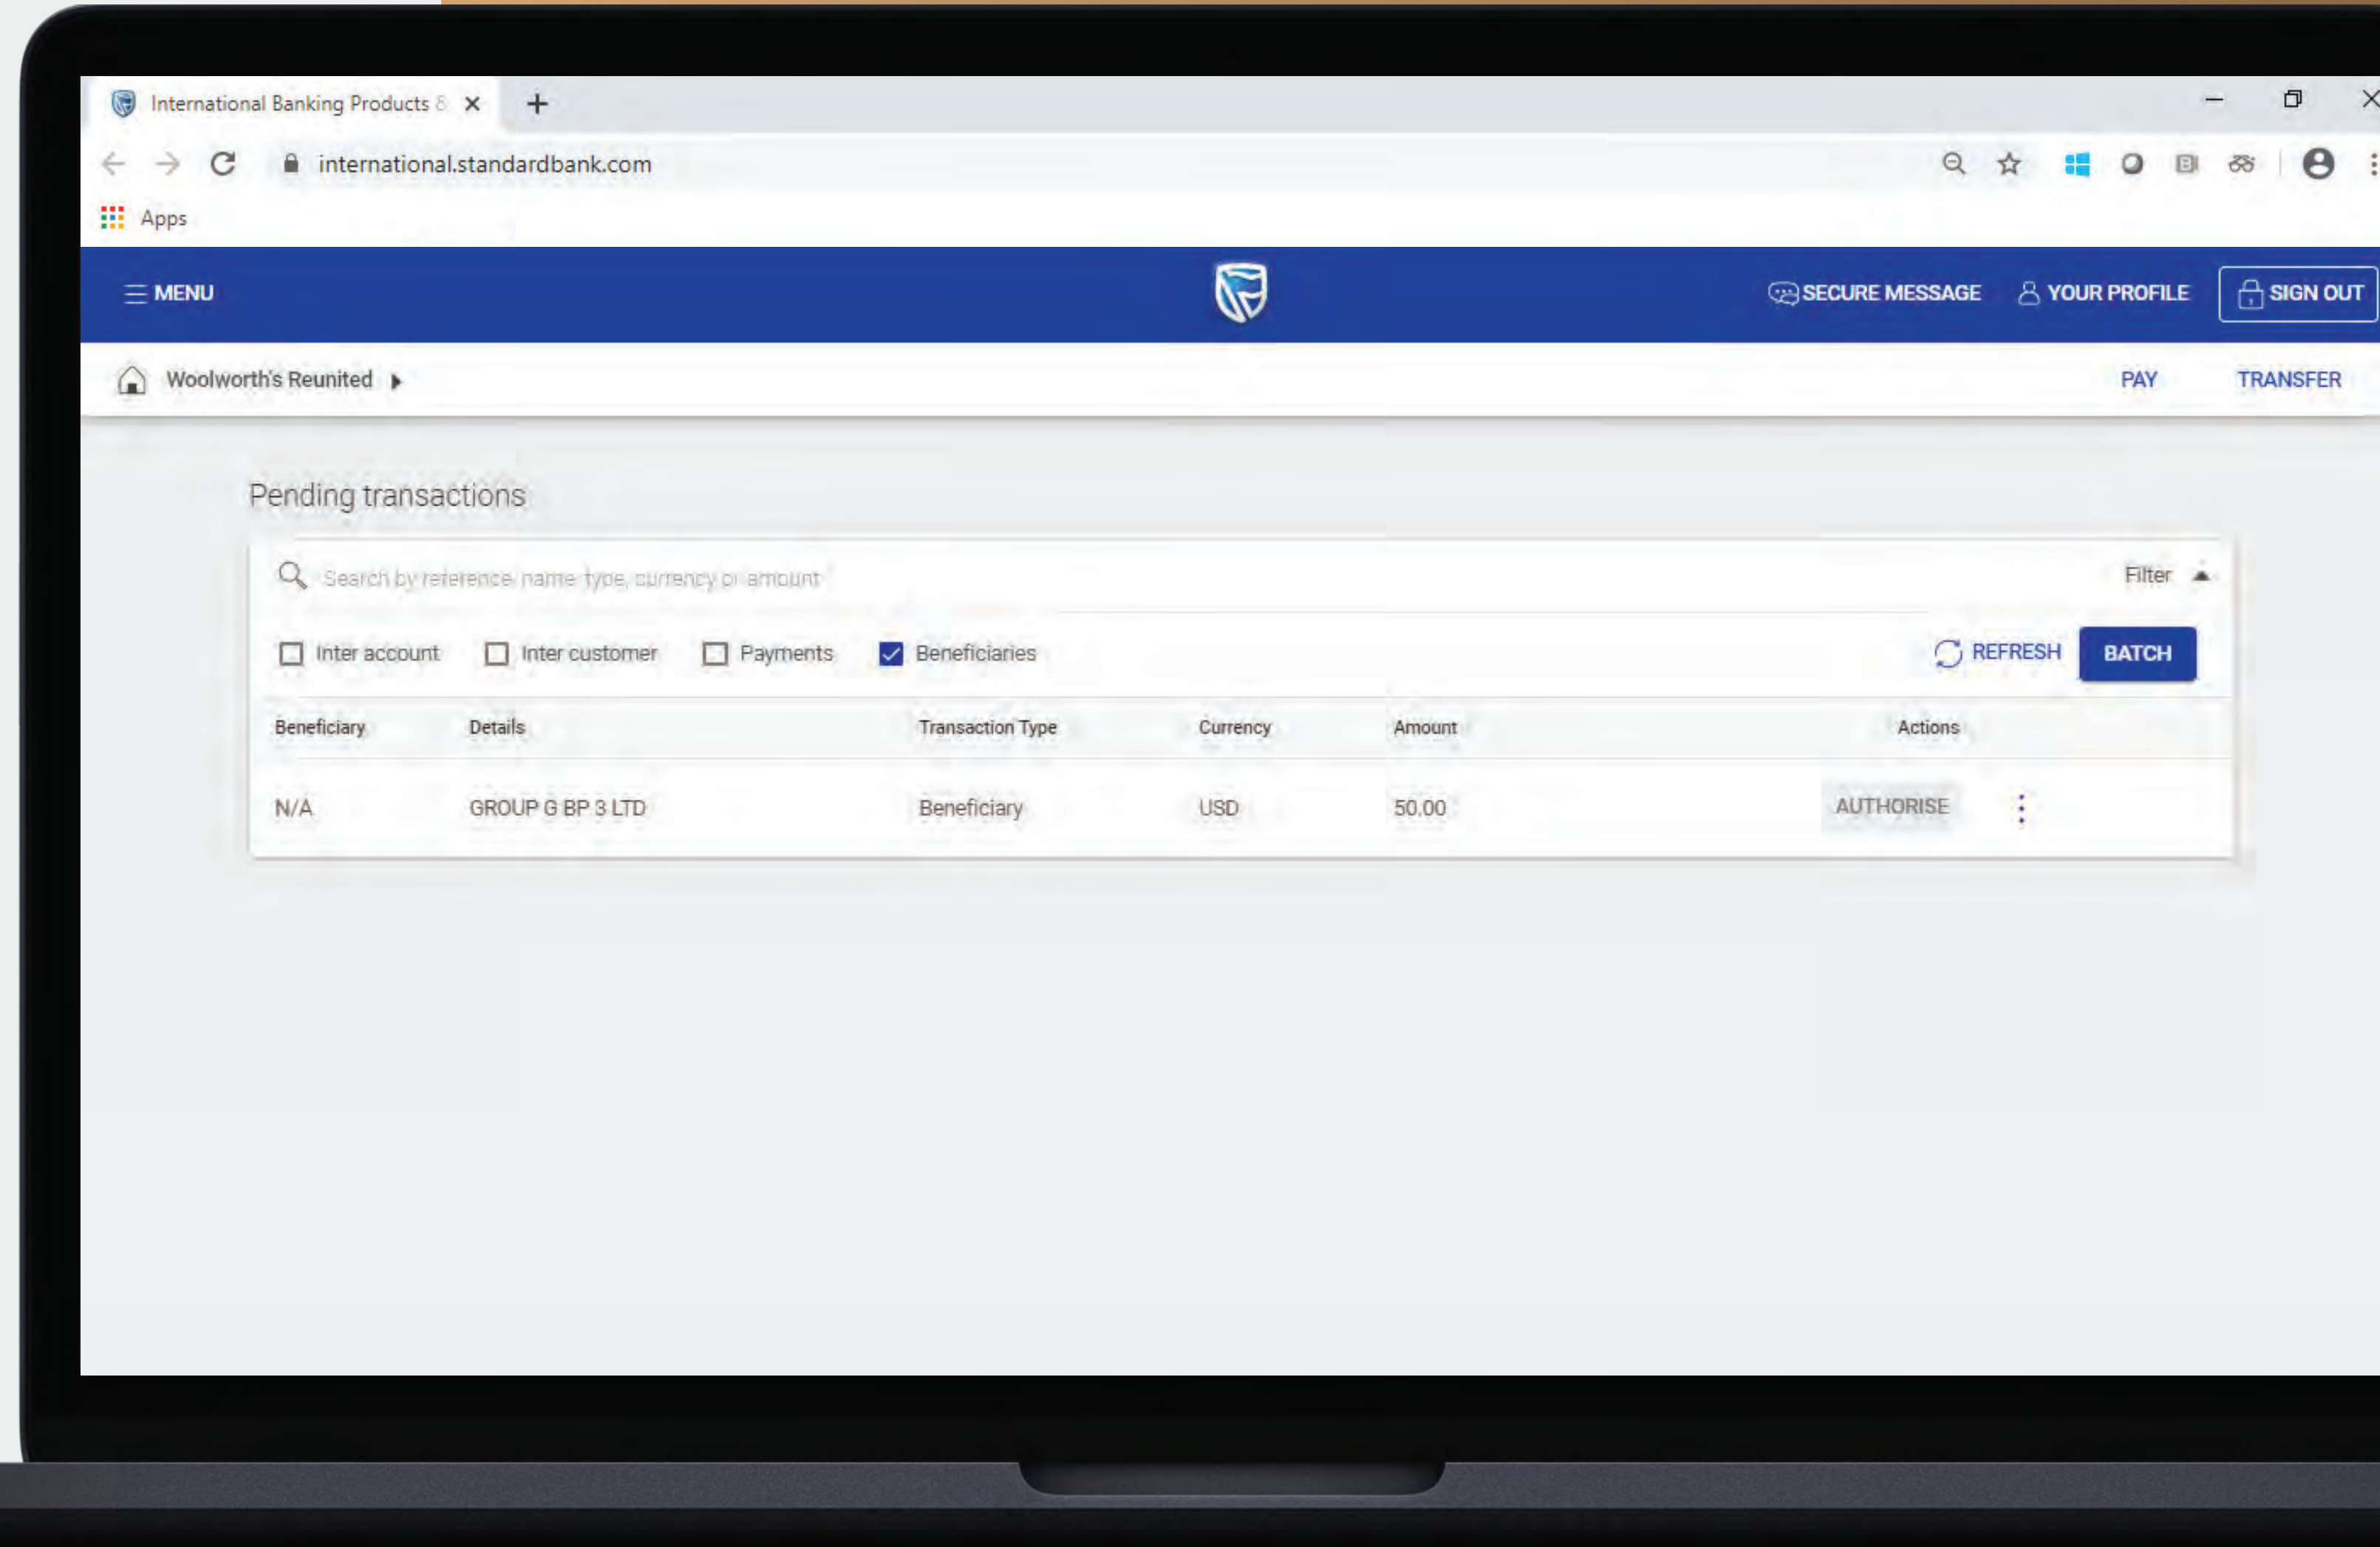 International Banking Products &
international.standardbank.com
Apps
MENU
SECURE MESSAGE YOUR PROFILE SIGN OUT
Woolworth's Reunited PAY TRANSFER
Pending transactions
Search by reference, name, type, currency or amount Filter
Inter account Inter customer Payments Beneficiaries REFRESH BATCH
Beneficiary Details Transaction Type Currency Amount Actions
N/A GROUP G BP 3 LTD Beneficiary USD 50.00 AUTHORISE